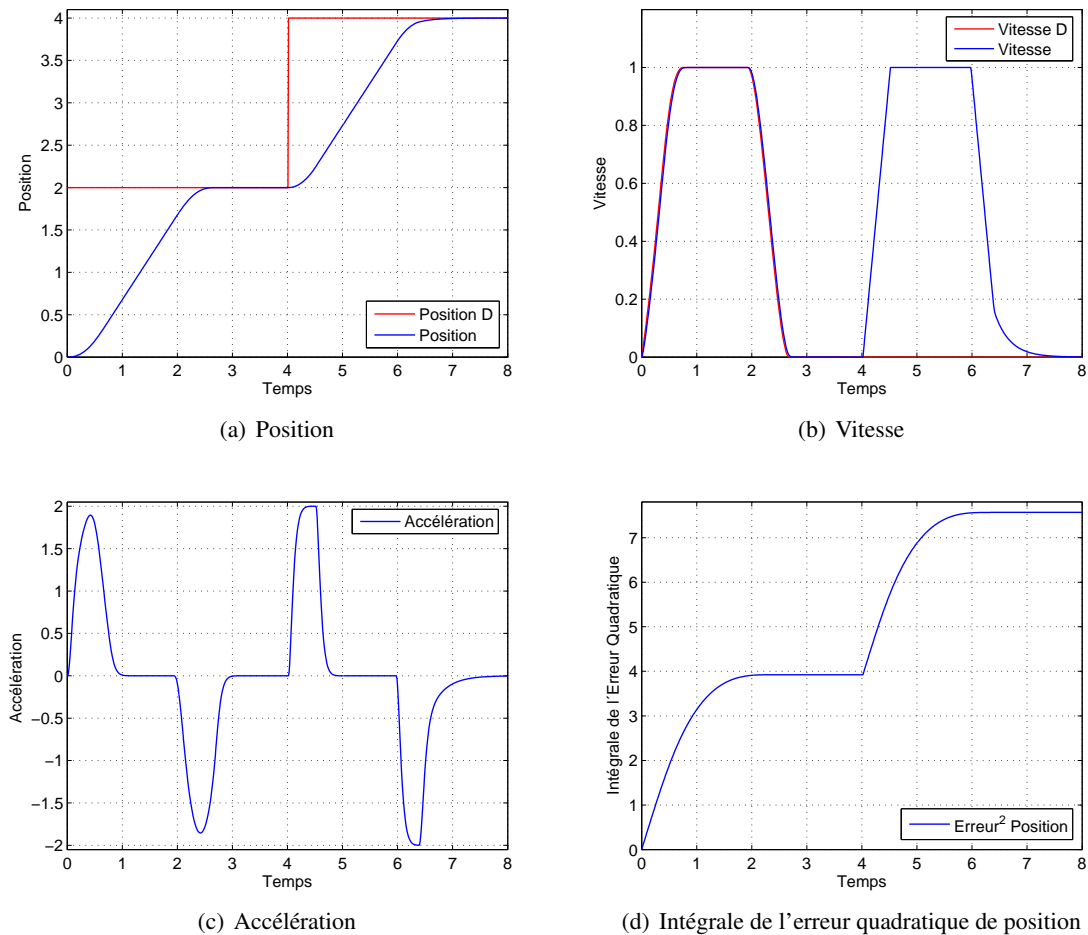 4
3.5
3
2.5
2
1.5
1
0.5
0
Position
0 1 2 3 4 5 6 7 8
Temps
Position D
Position
(a) Position
1
0.8
0.6
0.4
0.2
0
Vitesse
0 1 2 3 4 5 6 7 8
Temps
Vitesse D
Vitesse
(b) Vitesse
2
1.5
1
0.5
0
−0.5
−1
−1.5
−2
Accélération
0 1 2 3 4 5 6 7 8
Temps
Accélération
(c) Accélération
7
6
5
4
3
2
1
0
Intégrale de l´Erreur Quadratique
0 1 2 3 4 5 6 7 8
Temps
Erreur² Position
(d) Intégrale de l'erreur quadratique de position